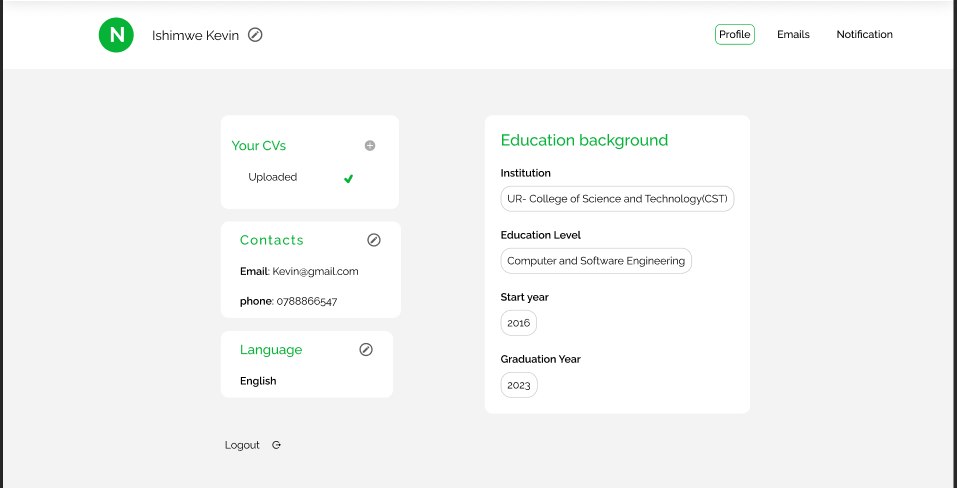 N
Ishimwe Kevin
Profile
Emails
Notification
Your CVs
Uploaded
Contacts
Email: Kevin@gmail.com
phone: 0788866547
Language
English
Logout
Education background
Institution
UR- College of Science and Technology(CST)
Education Level
Computer and Software Engineering
Start year
2016
Graduation Year
2023